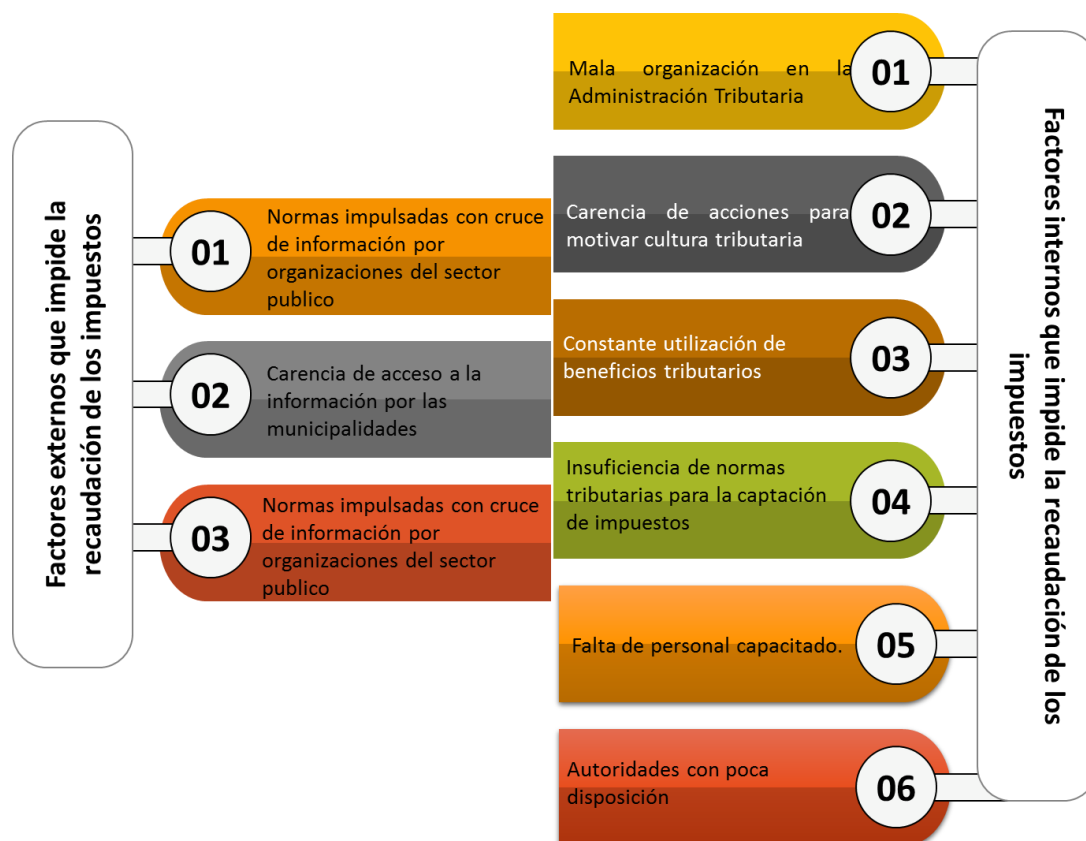 Factores externos que impide la
recaudación de los impuestos
01
Normas impulsadas con cruce
de información por
organizaciones del sector
publico
02
Carencia de acceso a la
información por las
municipalidades
03
Normas impulsadas con cruce
de información por
organizaciones del sector
publico
Factores internos que impide la recaudación de los
impuestos
Mala organización en la
Administración Tributaria
01
Carencia de acciones para
motivar cultura tributaria
02
Constante utilización de
beneficios tributarios
03
Insuficiencia de normas
tributarias para la captación
de impuestos
04
Falta de personal capacitado.
05
Autoridades con poca
disposición
06